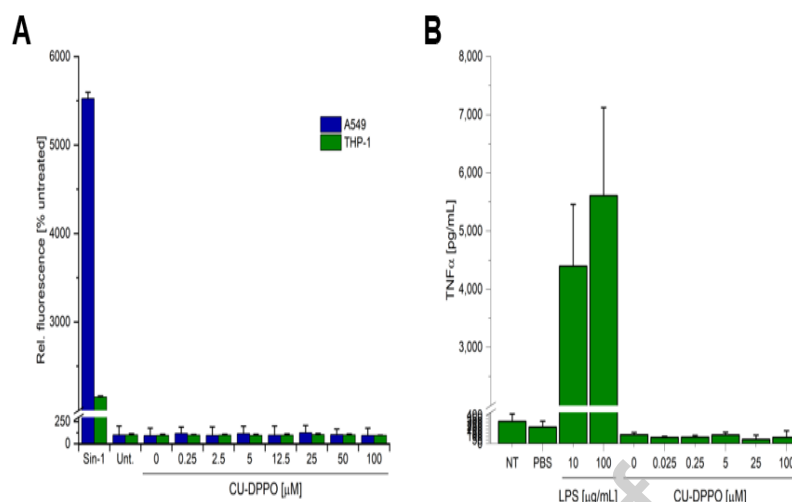 A
6000
5000
4000
3000
250
0
Rel. fluorescence [% untreated]
A549
THP-1
Sin-1 Unt. 0 0.25 2.5 5 12.5 25 50 100
CU-DPPO [µM]
B
8,000
7,000
6,000
5,000
4,000
3,000
400
TNFα [pg/mL]
NT PBS 10 100 0 0.025 0.25 5 25 100
LPS [µg/mL] CU-DPPO [µM]
f